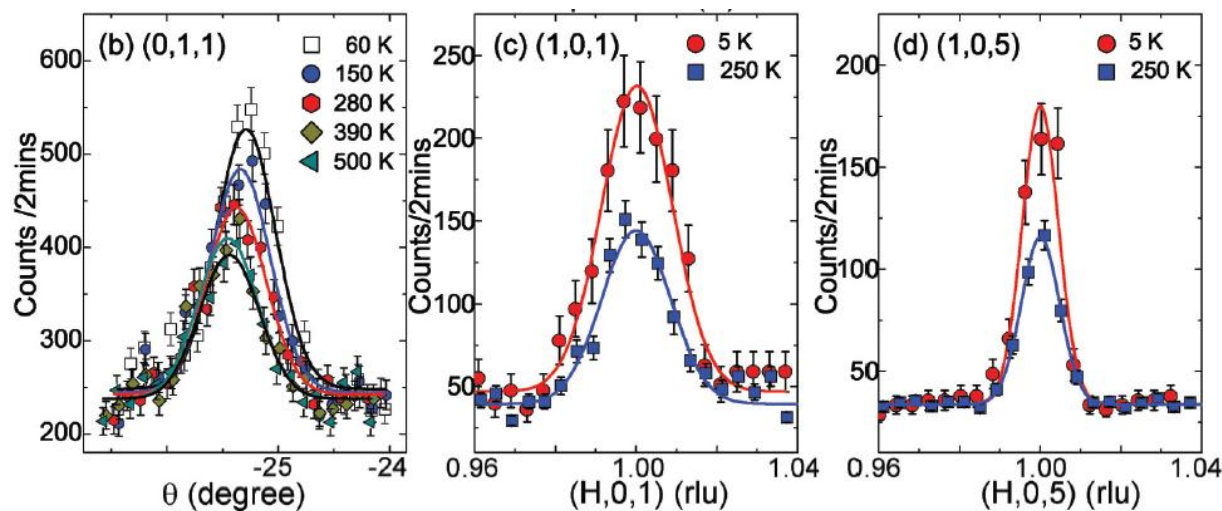 (b) (0,1,1)
60 K
150 K
280 K
390 K
500 K
Counts /2mins
500
400
300
200
-25
-24
θ (degree)
(c) (1,0,1)
5 K
250 K
Counts/2mins
250
200
150
100
50
0.96
1.00
1.04
(H,0,1) (rlu)
(d) (1,0,5)
5 K
250 K
Counts/2mins
200
150
100
50
0.96
1.00
1.04
(H,0,5) (rlu)